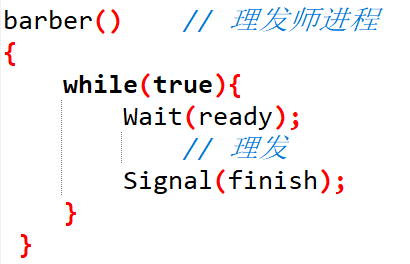 barber()    // 理发师进程
{
    while(true){
        Wait(ready);
            // 理发
        Signal(finish);
    }
 }